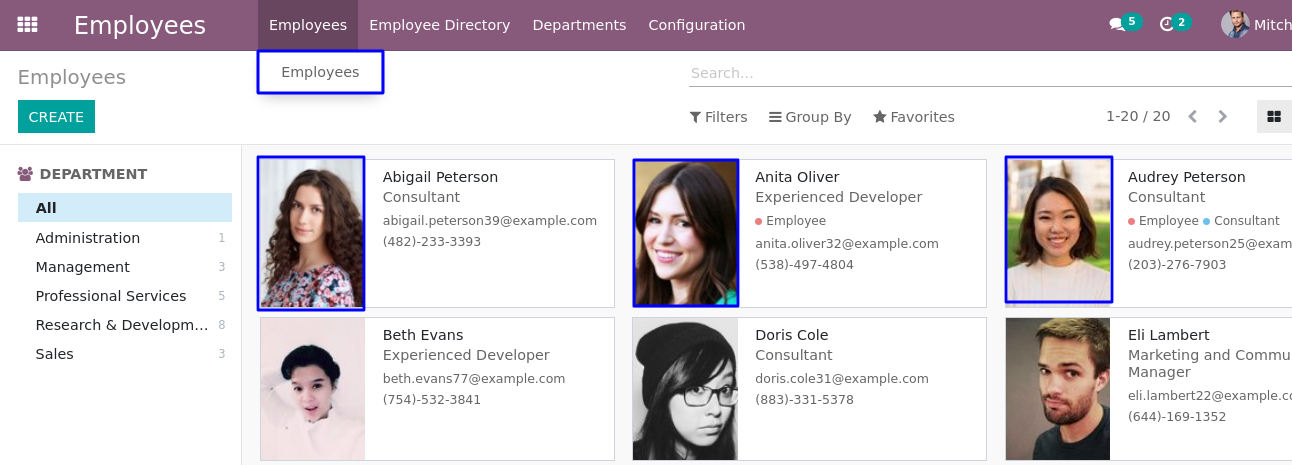 Employees Employees Employee Directory Departments Configuration 5 2 Mitch
Employees Employees Search...
CREATE Filters Group By Favorites 1-20 / 20
DEPARTMENT
All
Administration 1
Management 3
Professional Services 5
Research & Developm... 8
Sales 3
Abigail Peterson
Consultant
abigail.peterson39@example.com
(482)-233-3393
Anita Oliver
Experienced Developer
Employee
anita.oliver32@example.com
(538)-497-4804
Audrey Peterson
Consultant
Employee Consultant
audrey.peterson25@exam
(203)-276-7903
Beth Evans
Experienced Developer
beth.evans77@example.com
(754)-532-3841
Doris Cole
Consultant
doris.cole31@example.com
(883)-331-5378
Eli Lambert
Marketing and Commu
Manager
eli.lambert22@example.co
(644)-169-1352